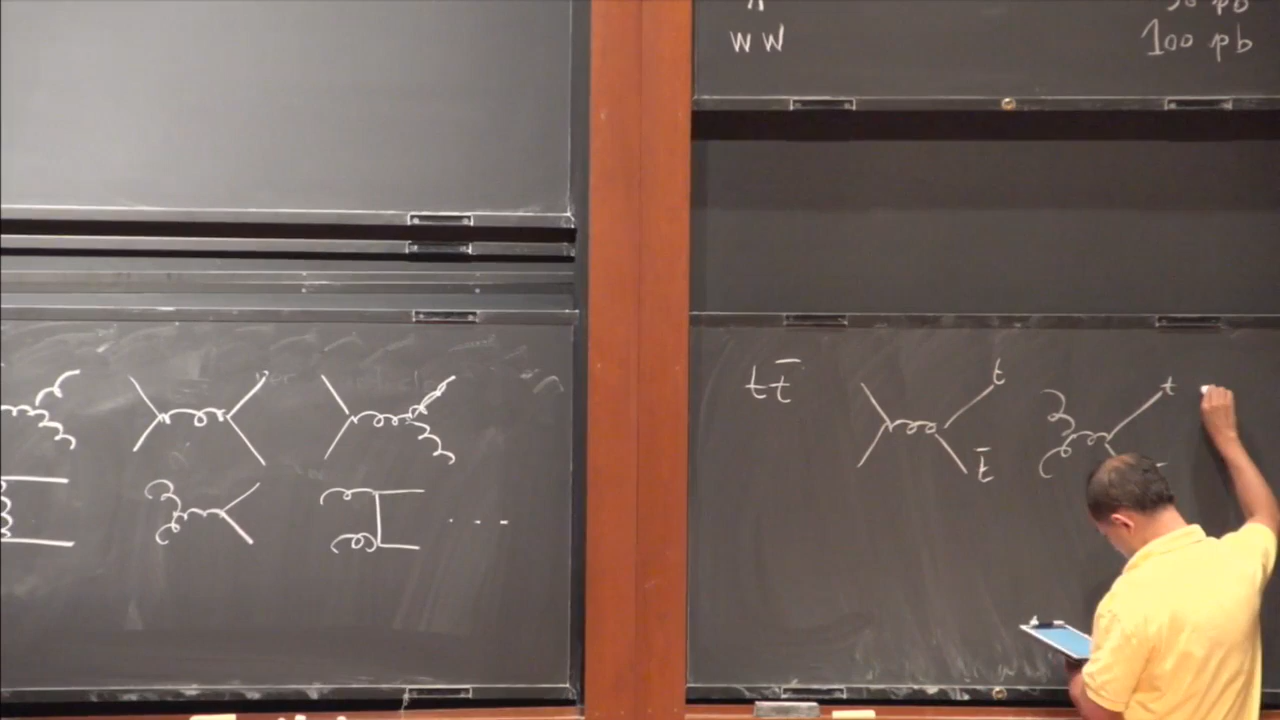 WW 100 pb
tt̄ t t
t̄
. - - -